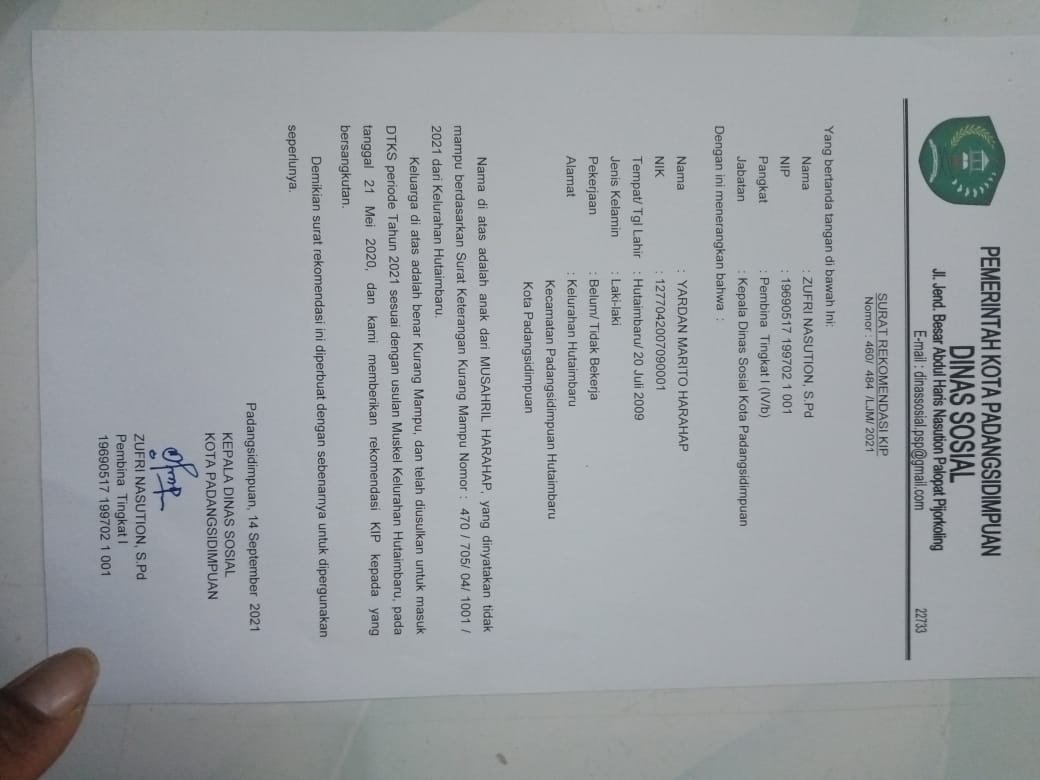 PEMERINTAH KOTA PADANGSIDIMPUAN
DINAS SOSIAL
Jl. Jend. Besar Abdul Haris Nasution Palopat Pijorkoling
E-mail : dinassosial.psp@gmail.com 22733
SURAT REKOMENDASI KIP
Nomor : 460/ 484 /LJM/ 2021
Yang bertanda tangan di bawah Ini:
Nama : ZUFRI NASUTION, S.Pd
NIP : 19690517 199702 1 001
Pangkat : Pembina Tingkat I (IV/b)
Jabatan : Kepala Dinas Sosial Kota Padangsidimpuan
Dengan ini menerangkan bahwa :
Nama : YARDAN MARITO HARAHAP
NIK : 1277042007090001
Tempat/ Tgl Lahir : Hutaimbaru/ 20 Juli 2009
Jenis Kelamin : Laki-laki
Pekerjaan : Belum/ Tidak Bekerja
Alamat : Kelurahan Hutaimbaru
Kecamatan Padangsidimpuan Hutaimbaru
Kota Padangsidimpuan
Nama di atas adalah anak dari MUSAHRIL HARAHAP, yang dinyatakan tidak
mampu berdasarkan Surat Keterangan Kurang Mampu Nomor : 470 / 705/ 04/ 1001 /
2021 dari Kelurahan Hutaimbaru.
Keluarga di atas adalah benar Kurang Mampu, dan telah diusulkan untuk masuk
DTKS periode Tahun 2021 sesuai dengan usulan Muskel Kelurahan Hutaimbaru, pada
tanggal 21 Mei 2020, dan kami memberikan rekomendasi KIP kepada yang
bersangkutan.
Demikian surat rekomendasi ini diperbuat dengan sebenarnya untuk dipergunakan
seperlunya.
Padangsidimpuan, 14 September 2021
KEPALA DINAS SOSIAL
KOTA PADANGSIDIMPUAN
ZUFRI NASUTION, S.Pd
Pembina Tingkat I
19690517 199702 1 001